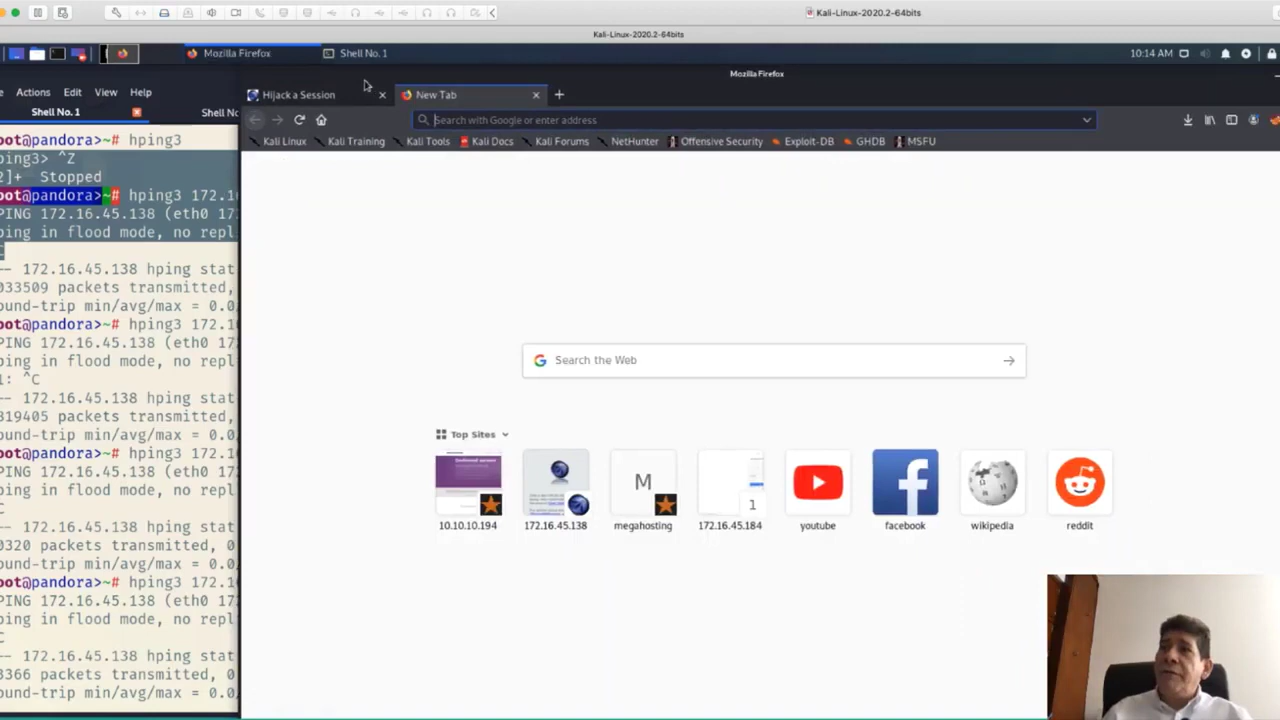 Kali-Linux-2020.2-64bits
Kali-Linux-2020.2-64bits
Mozilla Firefox
Shell No. 1
10:14 AM
Mozilla Firefox
Actions Edit View Help
Hijack a Session
New Tab
Shell No. 1
Shell No
Search with Google or enter address
Kali Linux Kali Training Kali Tools Kali Docs Kali Forums NetHunter Offensive Security Exploit-DB GHDB MSFU
oot@pandora>~# hping3
ping3> ^Z
2]+ Stopped
oot@pandora>~# hping3 172.1
PING 172.16.45.138 (eth0 17
ping in flood mode, no repl
C
-- 172.16.45.138 hping stat
033509 packets transmitted,
ound-trip min/avg/max = 0.0
oot@pandora>~# hping3 172.1
PING 172.16.45.138 (eth0 17
ping in flood mode, no repl
1: ^C
-- 172.16.45.138 hping stat
819405 packets transmitted,
ound-trip min/avg/max = 0.0
oot@pandora>~# hping3 172.1
PING 172.16.45.138 (eth0 17
ping in flood mode, no repl
C
-- 172.16.45.138 hping stat
0320 packets transmitted, 0
ound-trip min/avg/max = 0.0
oot@pandora>~# hping3 172.1
PING 172.16.45.138 (eth0 17
ping in flood mode, no repl
C
-- 172.16.45.138 hping stat
3366 packets transmitted, 0
ound-trip min/avg/max = 0.0
Search the Web
Top Sites
M
1
10.10.10.194
172.16.45.138
megahosting
172.16.45.184
youtube
facebook
wikipedia
reddit